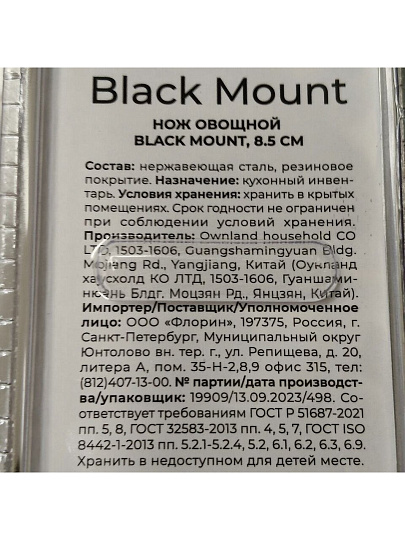 Black Mount
НОЖ ОВОЩНОЙ
BLACK MOUNT, 8.5 СМ
Состав: нержавеющая сталь, резиновое
покрытие. Назначение: кухонный инвен-
тарь. Условия хранения: хранить в крытых
помещениях. Срок годности не ограничен
при соблюдении условий хранения.
Производитель: Ownland household CO
LTD, 1503-1606, Guangshamingyuan Bldg.
Mojiang Rd., Yangjiang, Китай (Оунланд
хаусхолд КО ЛТД, 1503-1606, Гуаншами-
нюень Блдг. Моцзян Рд., Янцзян, Китай).
Импортер/Поставщик/Уполномоченное
лицо: ООО «Флорин», 197375, Россия, г.
Санкт-Петербург, Муниципальный округ
Юнтолово вн. тер. г., ул. Репищева, д. 20,
литера А, пом. 35-Н-2,8,9 офис 315, тел:
(812)407-13-00. № партии/дата производст-
ва/упаковщик: 19909/13.09.2023/498. Со-
ответствует требованиям ГОСТ Р 51687-2021
пп. 5, 8, ГОСТ 32583-2013 пп. 4, 5, 7, ГОСТ ISO
8442-1-2013 пп. 5.2.1-5.2.4, 5.2, 6.1, 6.2, 6.3, 6.9.
Хранить в недоступном для детей месте.